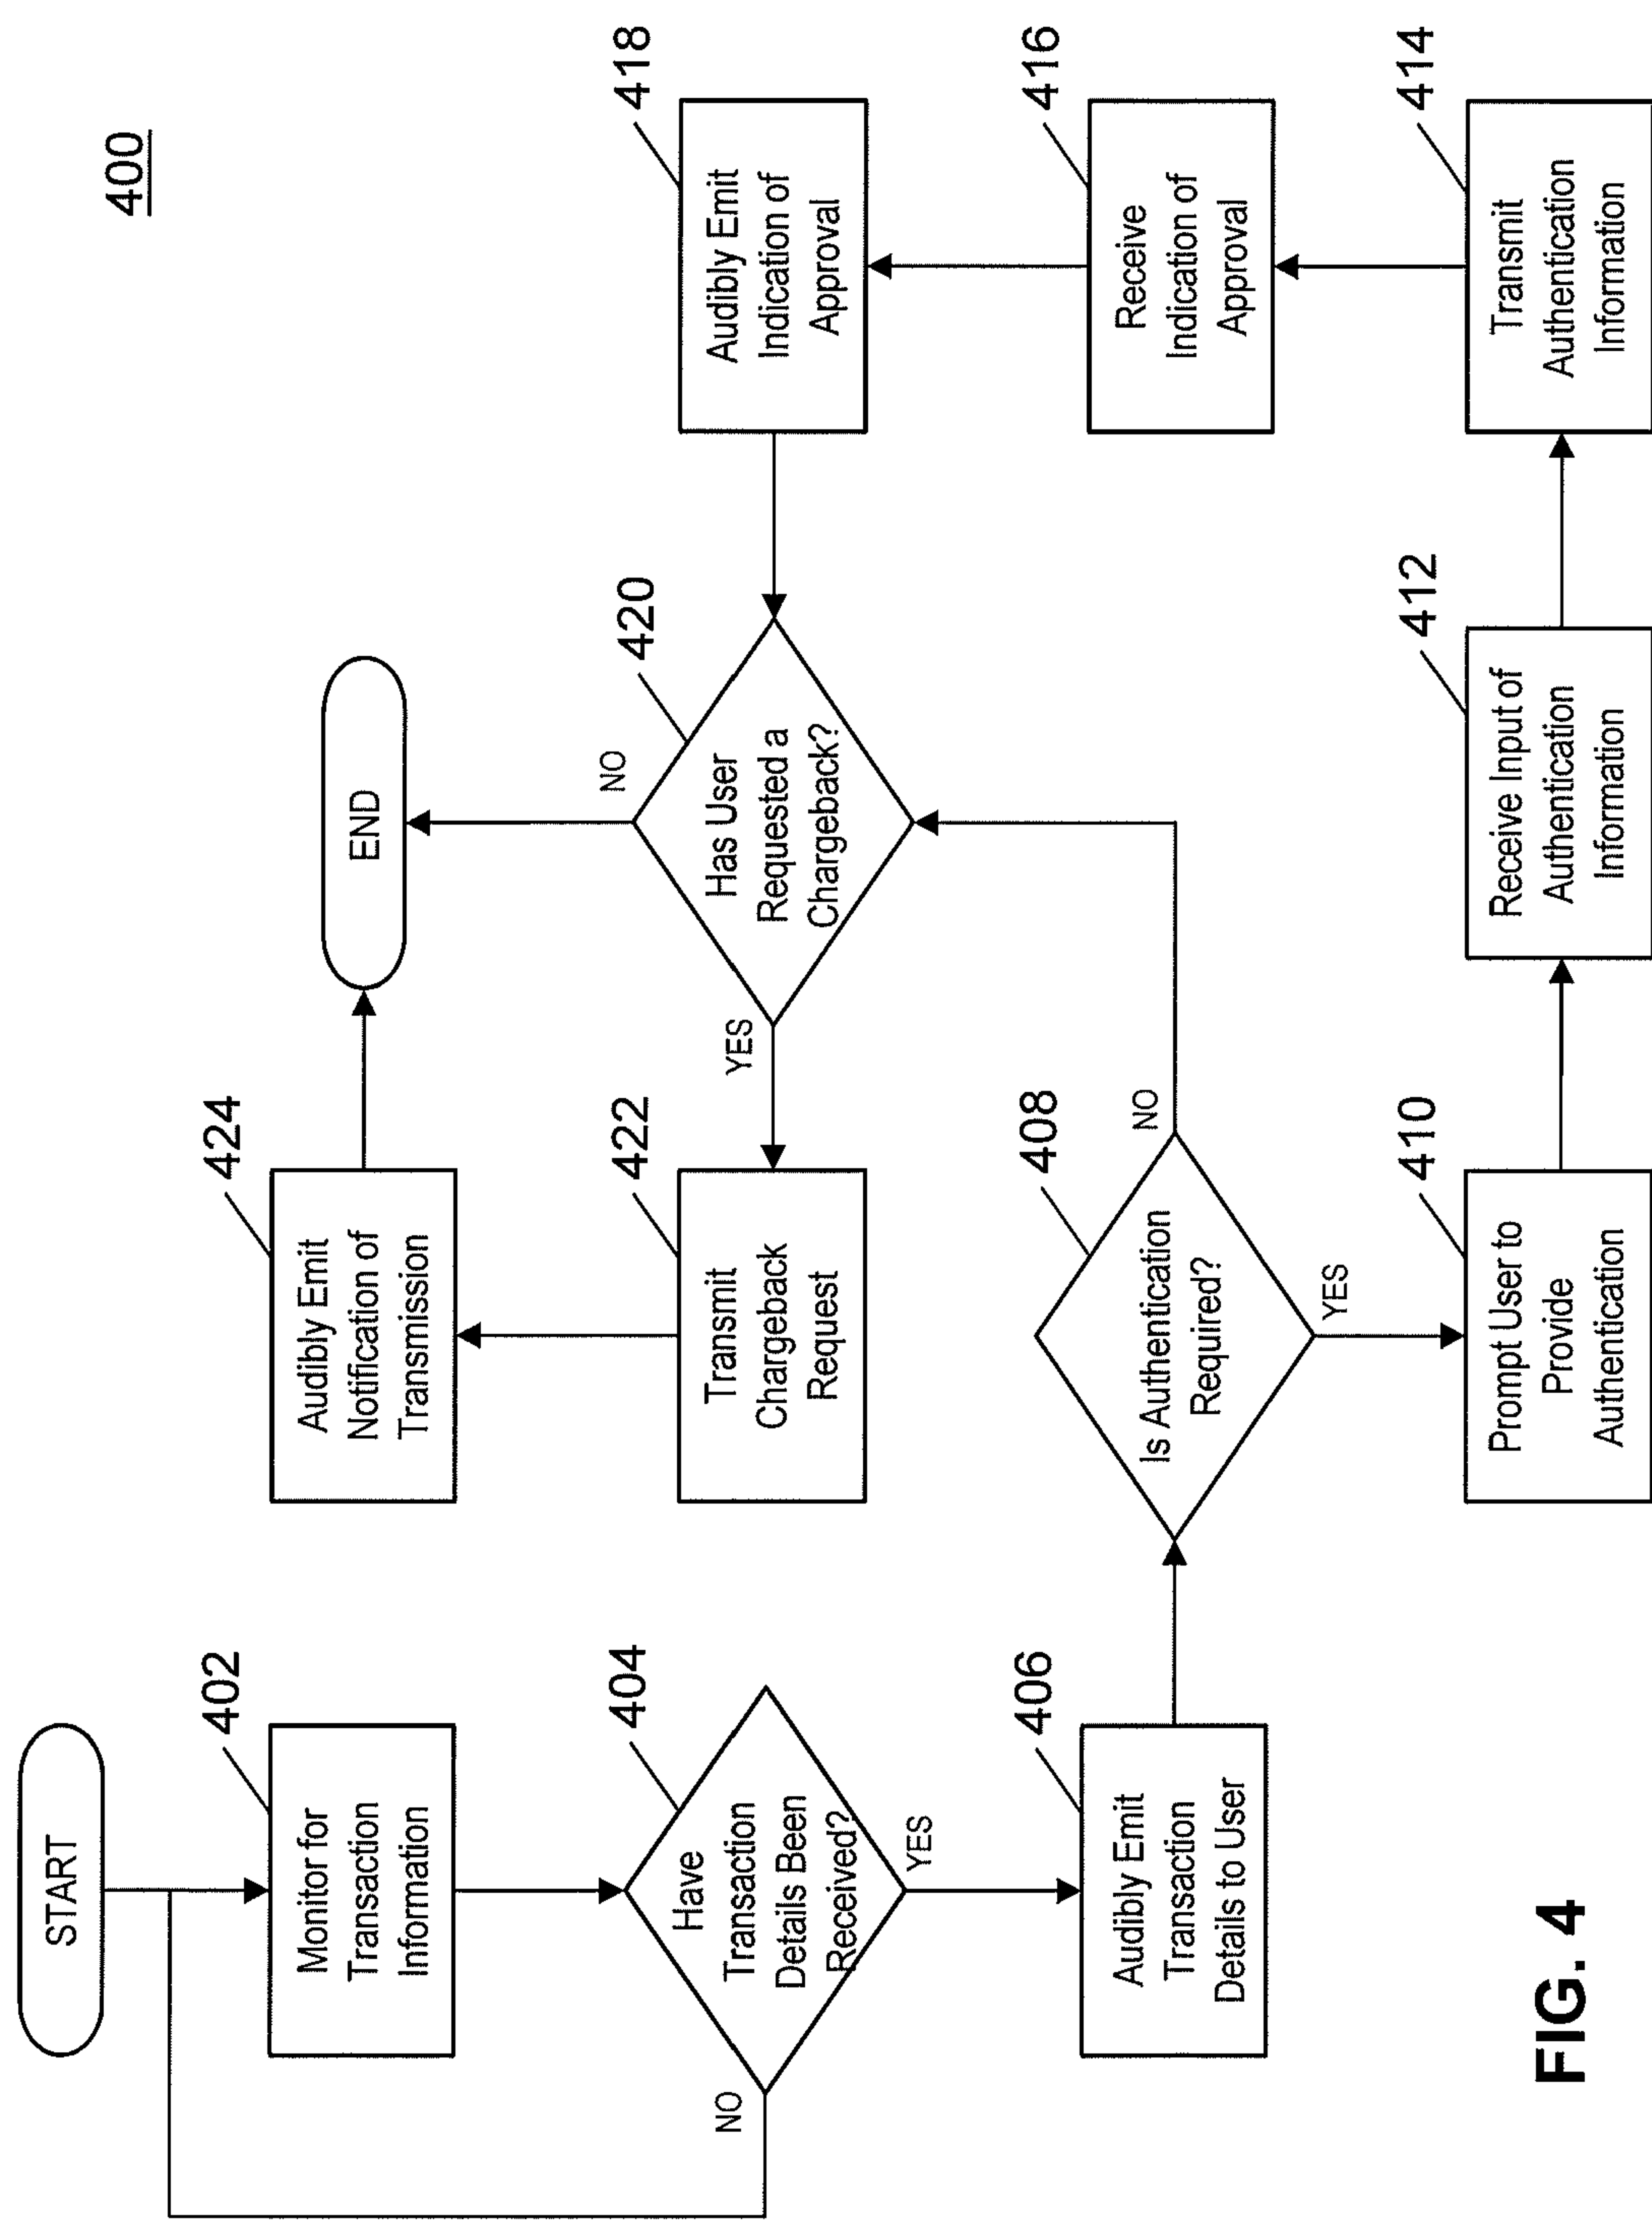 400
START
402
Monitor for
Transaction
Information
404
Have
Transaction
Details Been
Received?
NO
YES
406
Audibly Emit
Transaction
Details to User
408
Is Authentication
Required?
NO
YES
410
Prompt User to
Provide
Authentication
412
Receive Input of
Authentication
Information
414
Transmit
Authentication
Information
416
Receive
Indication of
Approval
418
Audibly Emit
Indication of
Approval
420
Has User
Requested a
Chargeback?
NO
YES
422
Transmit
Chargeback
Request
424
Audibly Emit
Notification of
Transmission
END
FIG. 4